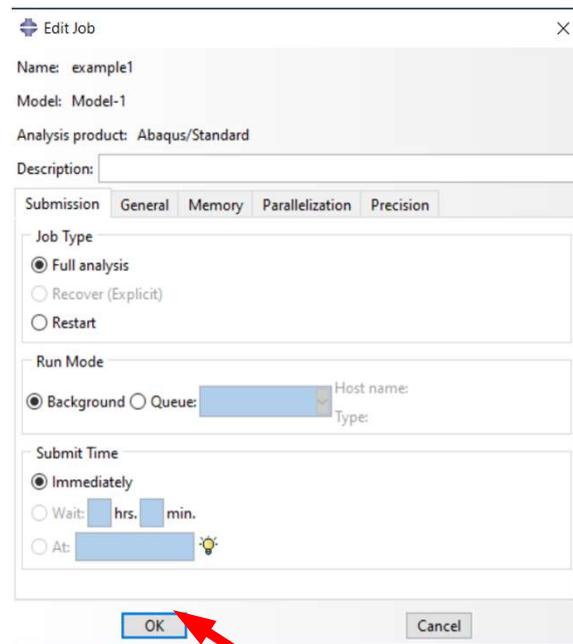 Edit Job
Name: example1
Model: Model-1
Analysis product: Abaqus/Standard
Description:
Submission General Memory Parallelization Precision
Job Type
Full analysis
Recover (Explicit)
Restart
Run Mode
Background Queue: Host name:
Type:
Submit Time
Immediately
Wait: hrs. min.
At:
OK Cancel